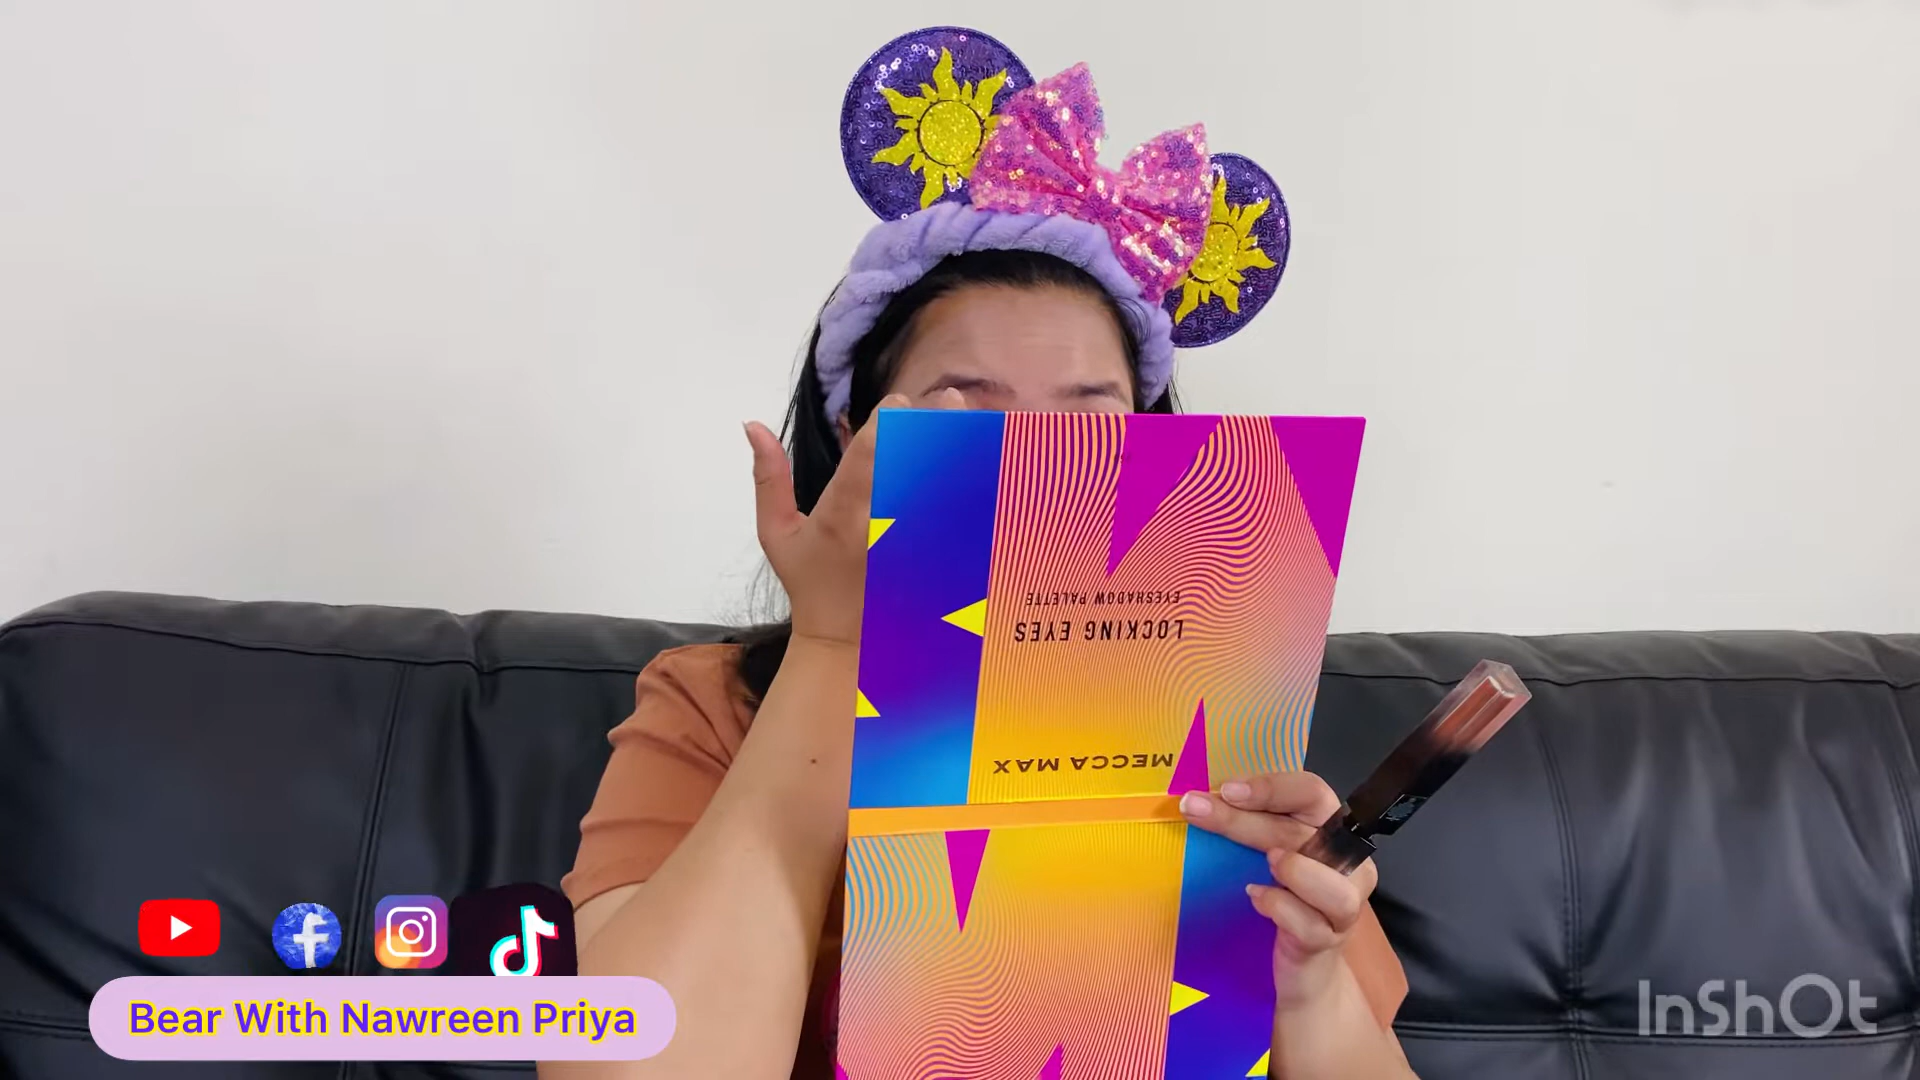 EYESHADOW PALETTE
LOCKING EYES
MECCA MAX
Bear With Nawreen Priya
InShOt